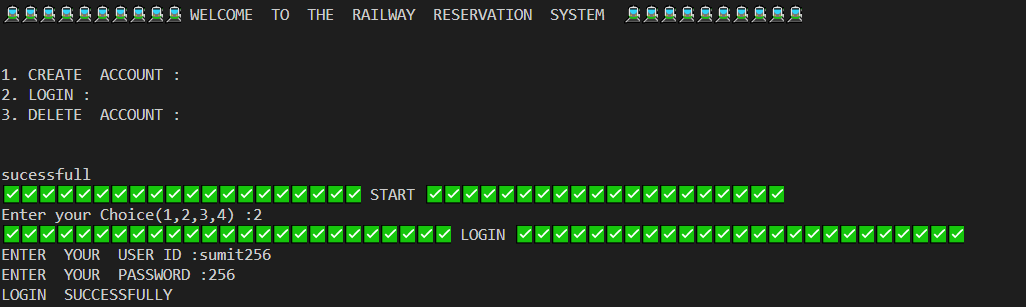 WELCOME TO THE RAILWAY RESERVATION SYSTEM
1. CREATE ACCOUNT :
2. LOGIN :
3. DELETE ACCOUNT :
sucessfull
✅✅✅✅✅✅✅✅✅✅✅✅✅✅✅✅✅✅✅✅ START ✅✅✅✅✅✅✅✅✅✅✅✅✅✅✅✅✅✅✅✅
Enter your Choice(1,2,3,4) :2
✅✅✅✅✅✅✅✅✅✅✅✅✅✅✅✅✅✅✅✅✅✅✅✅✅ LOGIN ✅✅✅✅✅✅✅✅✅✅✅✅✅✅✅✅✅✅✅✅✅✅✅✅✅
ENTER YOUR USER ID :sumit256
ENTER YOUR PASSWORD :256
LOGIN SUCCESSFULLY